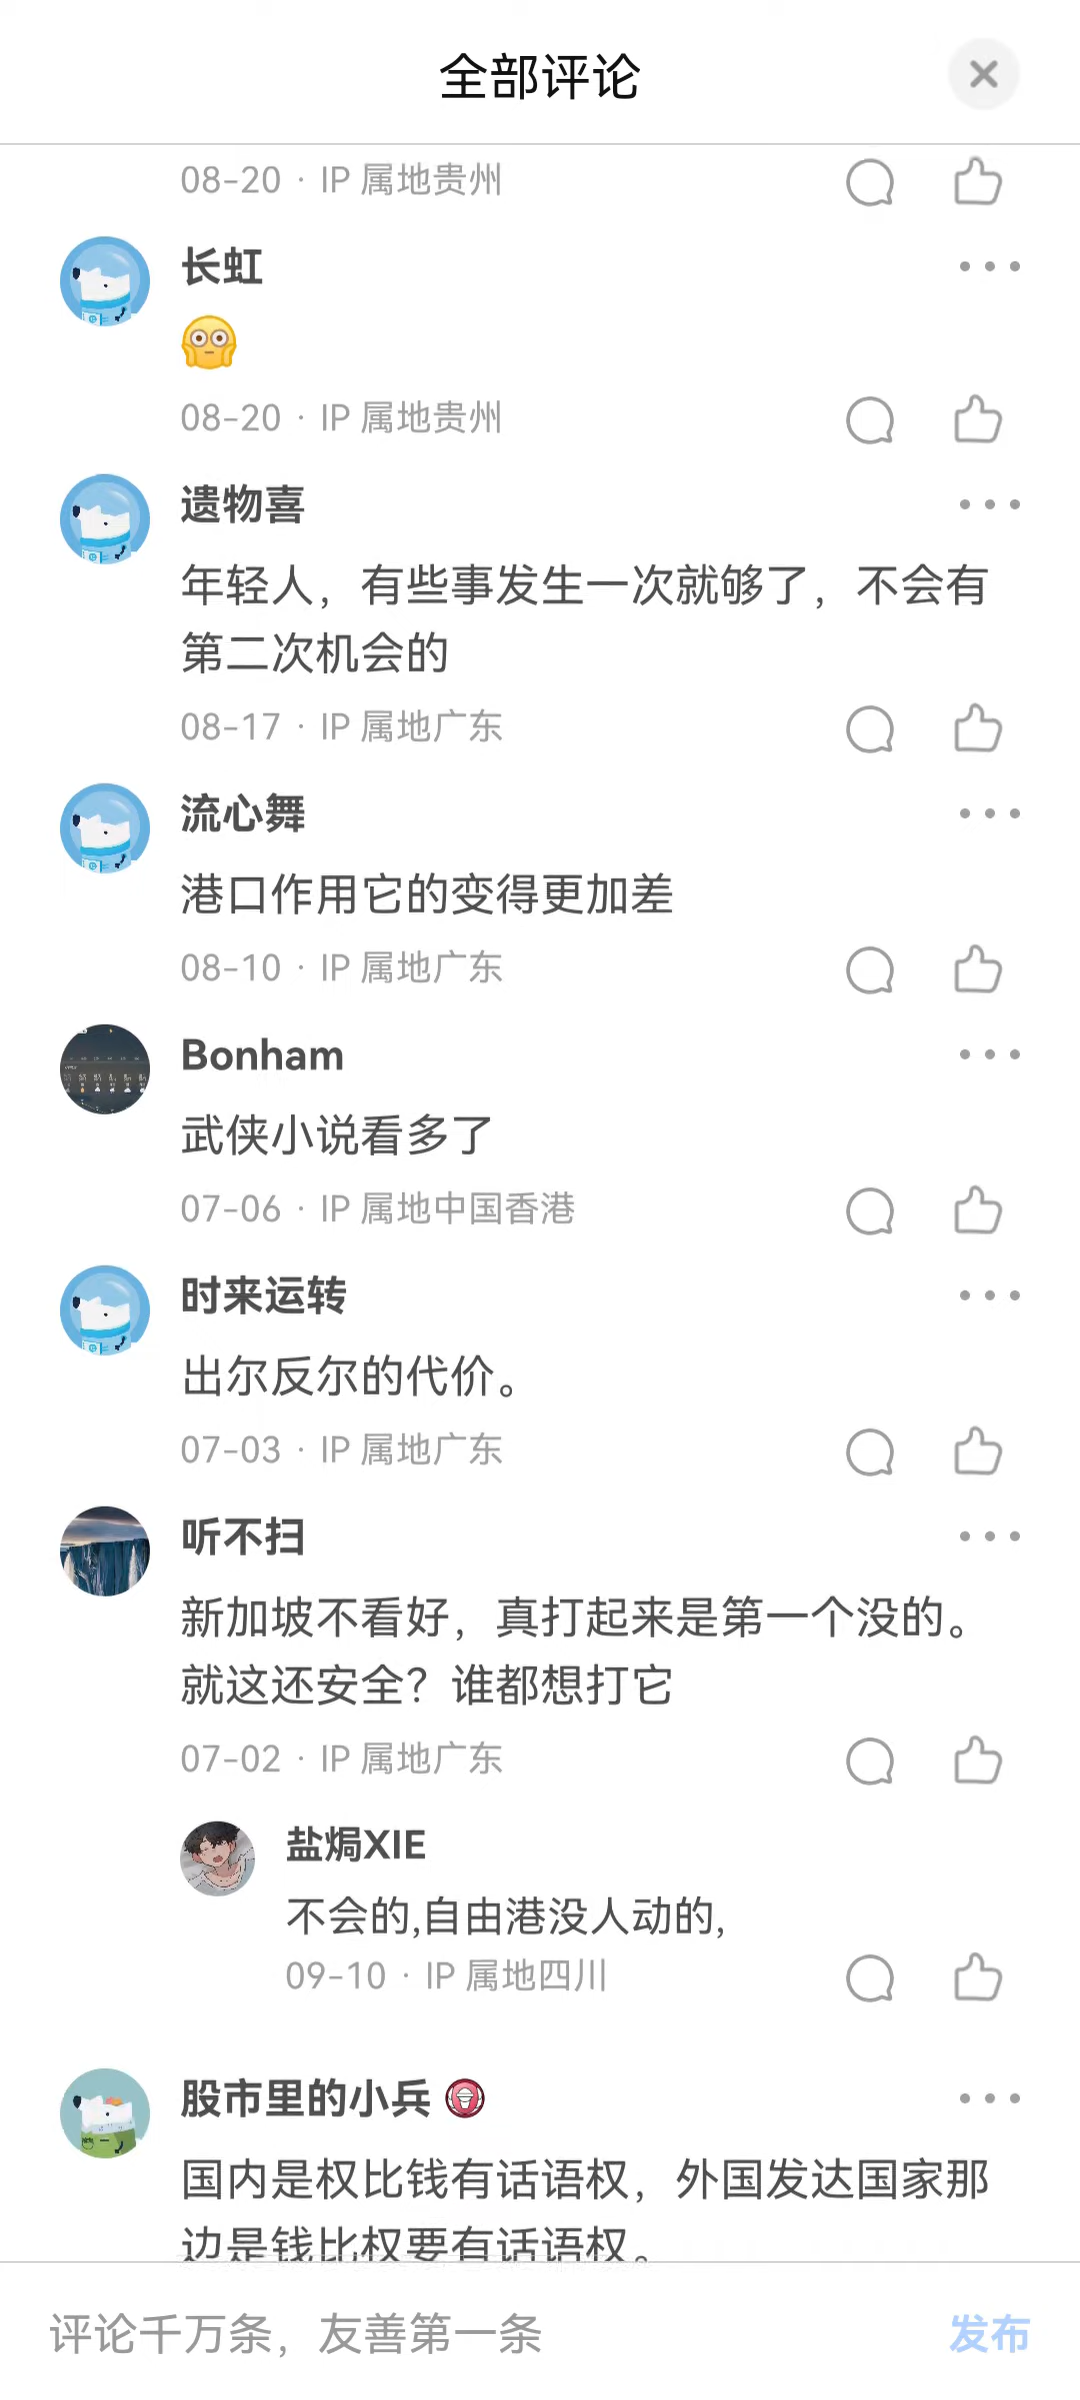 全部评论
08-20 · IP 属地贵州
长虹
08-20 · IP 属地贵州
遗物喜
年轻人，有些事发生一次就够了，不会有
第二次机会的
08-17 · IP 属地广东
流心舞
港口作用它的变得更加差
08-10 · IP 属地广东
Bonham
武侠小说看多了
07-06 · IP 属地中国香港
时来运转
出尔反尔的代价。
07-03 · IP 属地广东
听不扫
新加坡不看好，真打起来是第一个没的。
就这还安全？谁都想打它
07-02 · IP 属地广东
盐焗XIE
不会的,自由港没人动的,
09-10 · IP 属地四川
股市里的小兵
国内是权比钱有话语权，外国发达国家那
边是钱比权要有话语权。
评论千万条，友善第一条
发布